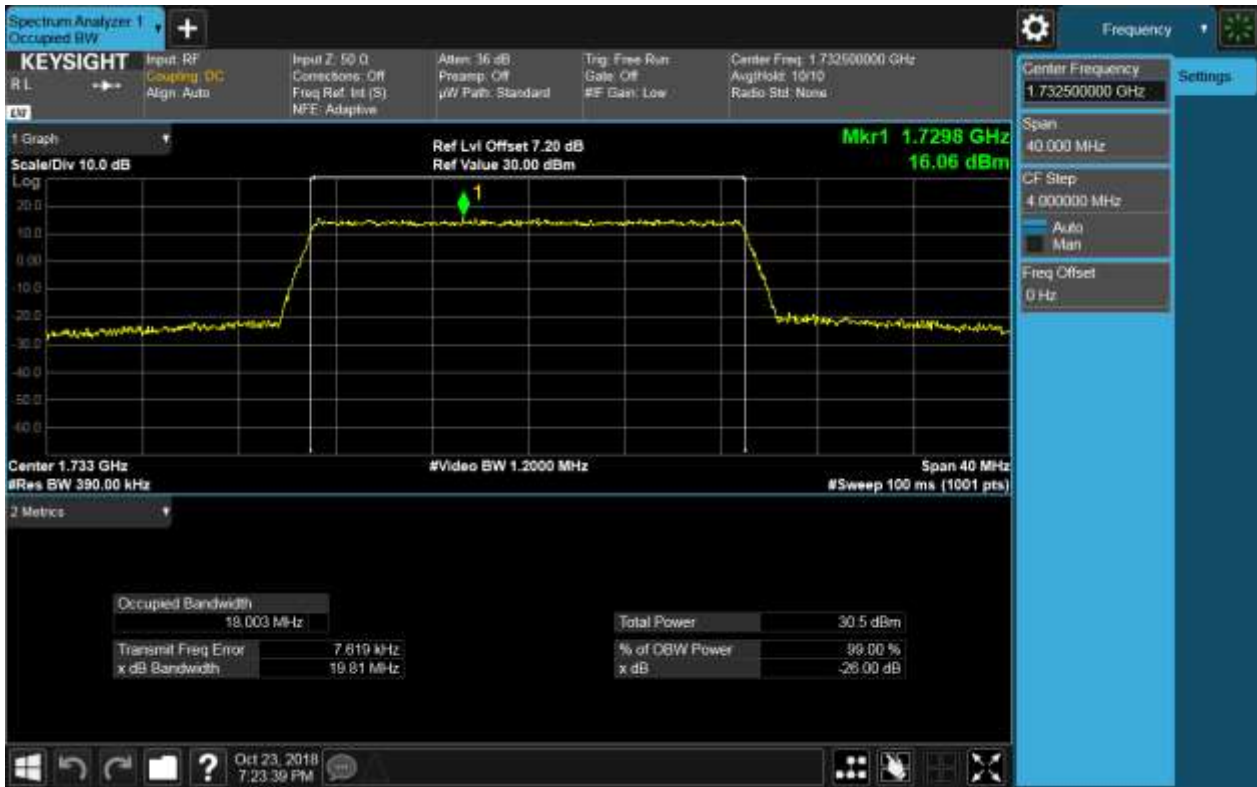 Spectrum Analyzer 1
Occupied BW
Frequency
KEYSIGHT
R L
Input: RF
Coupling: DC
Align: Auto
Input Z: 50 Ω
Corrections: Off
Freq Ref: Int (S)
NFE: Adaptive
Atten: 36 dB
Preamp: Off
µW Path: Standard
Trig: Free Run
Gate: Off
#IF Gain: Low
Center Freq: 1.732500000 GHz
Avg|Hold: 10/10
Radio Std: None
Center Frequency
1.732500000 GHz
Settings
Span
40.000 MHz
CF Step
4.000000 MHz
Auto
Man
Freq Offset
0 Hz
1 Graph
Scale/Div 10.0 dB
Ref Lvl Offset 7.20 dB
Ref Value 30.00 dBm
Mkr1 1.7298 GHz
16.06 dBm
Log
1
20.0
10.0
0.00
-10.0
-20.0
-30.0
-40.0
-50.0
-60.0
Center 1.733 GHz
#Video BW 1.2000 MHz
Span 40 MHz
#Res BW 390.00 kHz
#Sweep 100 ms (1001 pts)
2 Metrics
Occupied Bandwidth
18.003 MHz
Total Power 30.5 dBm
Transmit Freq Error 7.619 kHz
% of OBW Power 99.00 %
x dB Bandwidth 19.81 MHz
x dB -26.00 dB
?
Oct 23, 2018
7:23:39 PM